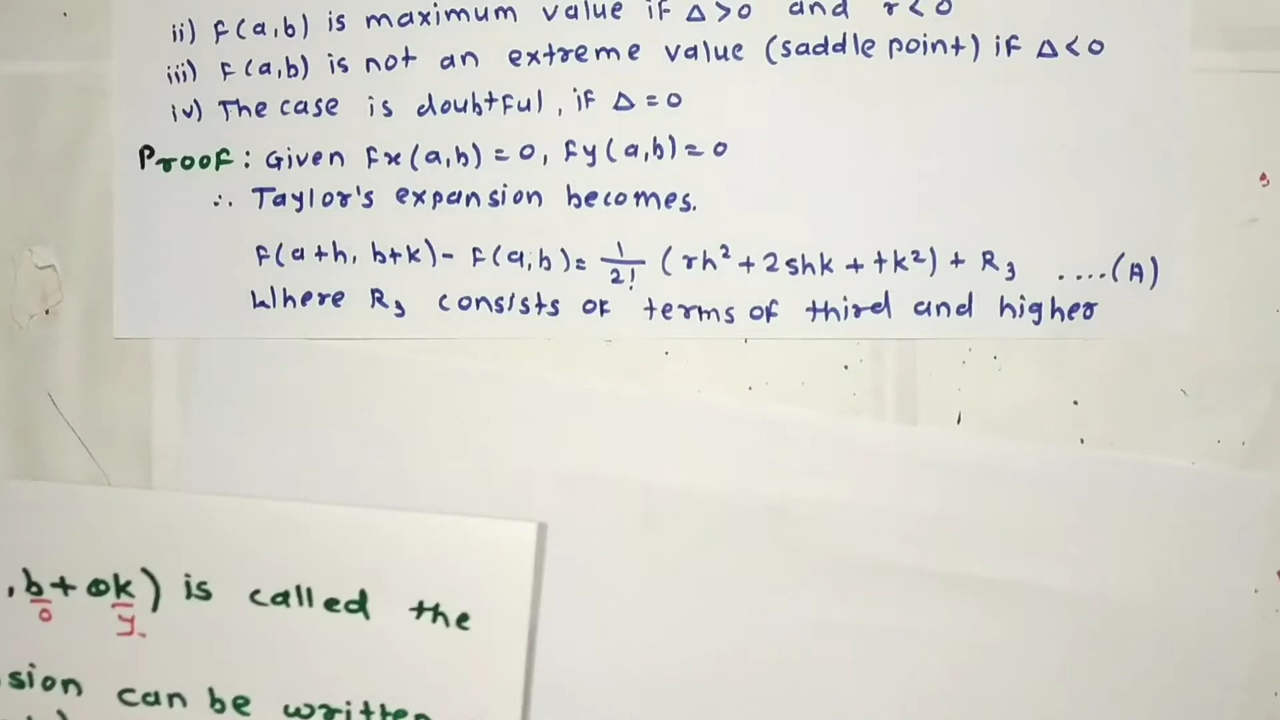 ii) f(a,b) is maximum value if Δ>0 and r<0
iii) f(a,b) is not an extreme value (saddle point) if Δ<0
iv) The case is doubtful, if Δ=0
Proof: Given fx(a,b)=0, fy(a,b)=0
∴ Taylor's expansion becomes.
f(a+h, b+k)- f(a,b)= 1/2! (rh²+2shk+tk²)+R₃ ....(A)
Where R₃ consists of terms of third and higher
,b+θk) is called the
0 y
sion can be written